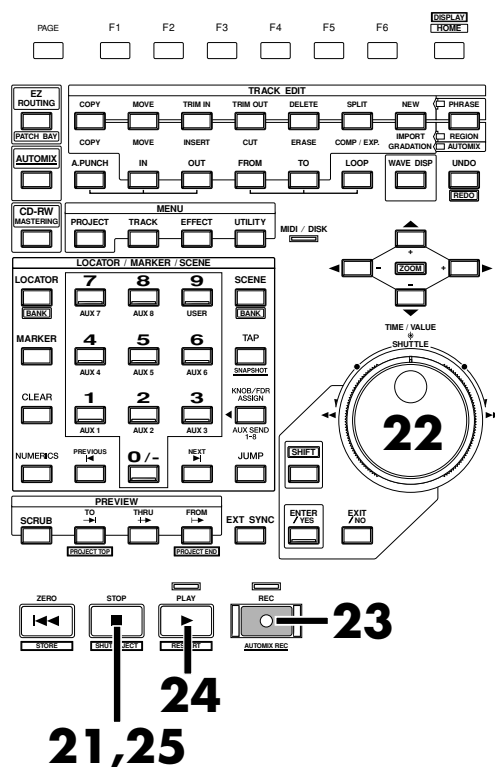 DISPLAY
PAGE F1 F2 F3 F4 F5 F6 HOME
EZ ROUTING
PATCH BAY
TRACK EDIT
COPY MOVE TRIM IN TRIM OUT DELETE SPLIT NEW PHRASE
COPY MOVE INSERT CUT ERASE COMP / EXP. IMPORT REGION
GRADATION AUTOMIX
AUTOMIX
A.PUNCH IN OUT FROM TO LOOP WAVE DISP UNDO
REDO
CD-RW
MASTERING
MENU
PROJECT TRACK EFFECT UTILITY
MIDI / DISK
LOCATOR / MARKER / SCENE
LOCATOR 7 8 9 SCENE
BANK AUX 7 AUX 8 USER BANK
MARKER 4 5 6 TAP
AUX 4 AUX 5 AUX 6 SNAPSHOT
CLEAR 1 2 3 KNOB/FDR ASSIGN
AUX 1 AUX 2 AUX 3 AUX SEND 1-8
NUMERICS PREVIOUS 0/- NEXT JUMP
+
- ZOOM +
-
TIME / VALUE
SHUTTLE
22
SHIFT
PREVIEW
SCRUB TO THRU FROM EXT SYNC
PROJECT TOP PROJECT END
ENTER /YES EXIT /NO
ZERO STOP PLAY REC
STORE SHUT EJECT RESTART AUTOMIX REC
23
24
21,25